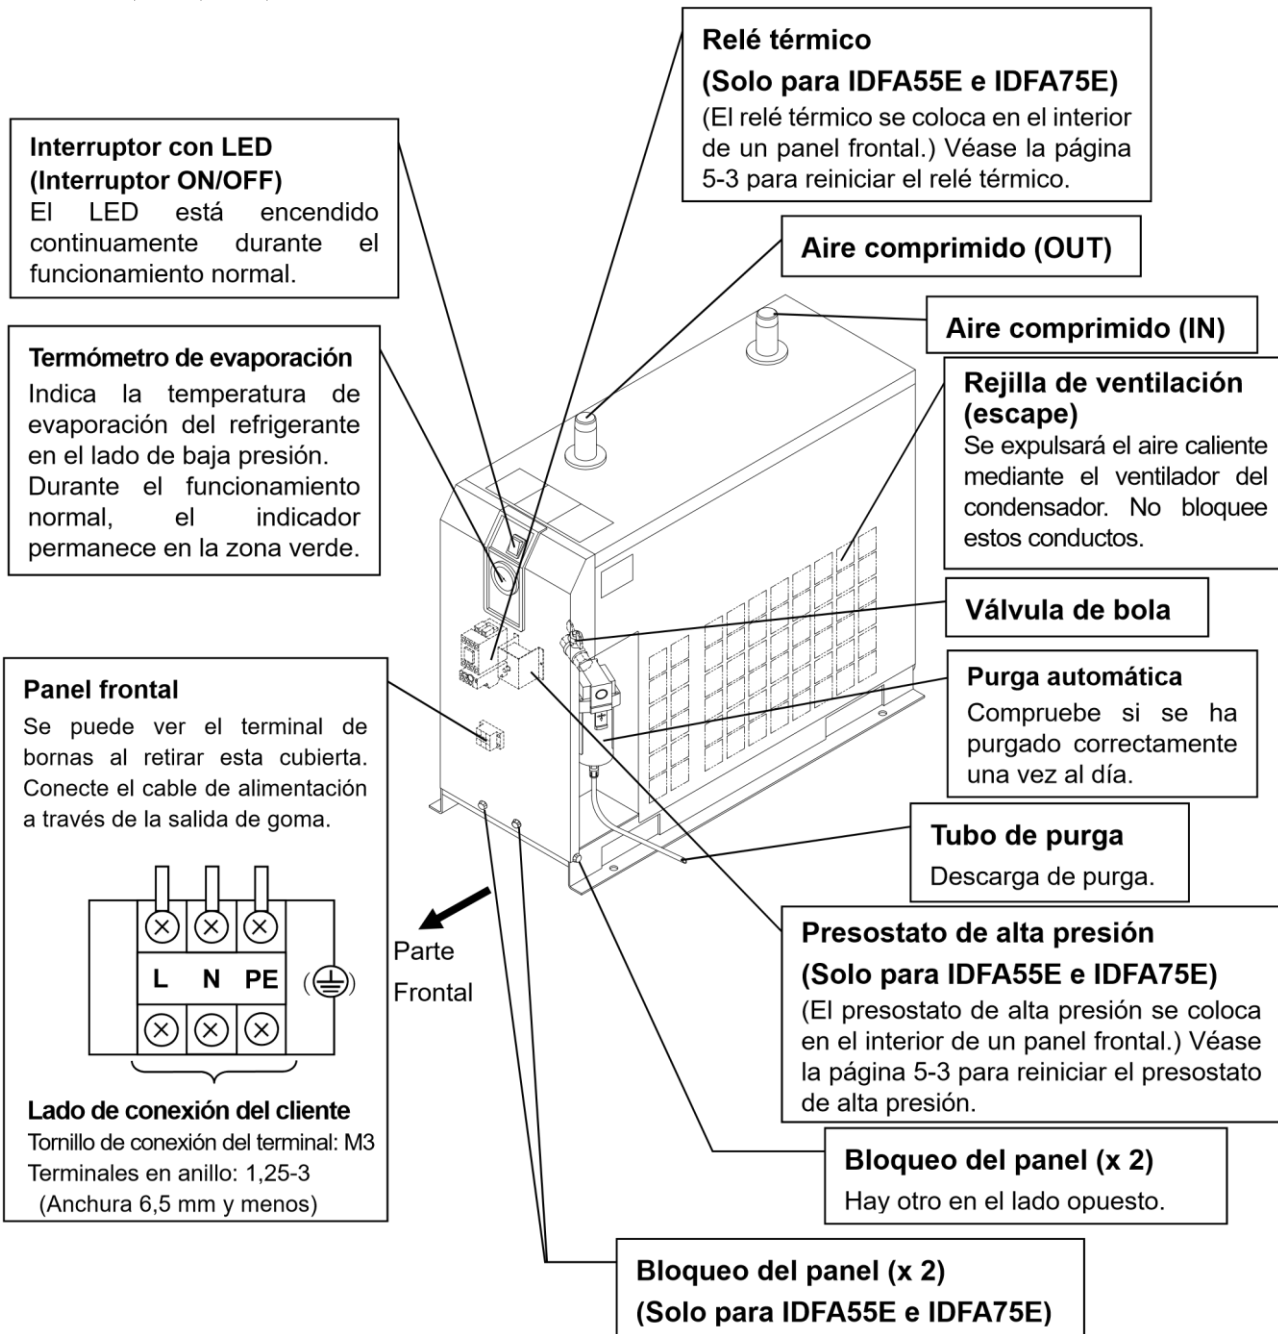 Relé térmico
(Solo para IDFA55E e IDFA75E)
(El relé térmico se coloca en el interior
de un panel frontal.) Véase la página
5-3 para reiniciar el relé térmico.
Interruptor con LED
(Interruptor ON/OFF)
El LED está encendido
continuamente durante el
funcionamiento normal.
Aire comprimido (OUT)
Aire comprimido (IN)
Termómetro de evaporación
Indica la temperatura de
evaporación del refrigerante
en el lado de baja presión.
Durante el funcionamiento
normal, el indicador
permanece en la zona verde.
Rejilla de ventilación
(escape)
Se expulsará el aire caliente
mediante el ventilador del
condensador. No bloquee
estos conductos.
Válvula de bola
Purga automática
Compruebe si se ha
purgado correctamente
una vez al día.
Panel frontal
Se puede ver el terminal de
bornas al retirar esta cubierta.
Conecte el cable de alimentación
a través de la salida de goma.
L N PE
Lado de conexión del cliente
Tornillo de conexión del terminal: M3
Terminales en anillo: 1,25-3
(Anchura 6,5 mm y menos)
Parte
Frontal
Tubo de purga
Descarga de purga.
Presostato de alta presión
(Solo para IDFA55E e IDFA75E)
(El presostato de alta presión se coloca
en el interior de un panel frontal.) Véase
la página 5-3 para reiniciar el presostato
de alta presión.
Bloqueo del panel (x 2)
Hay otro en el lado opuesto.
Bloqueo del panel (x 2)
(Solo para IDFA55E e IDFA75E)